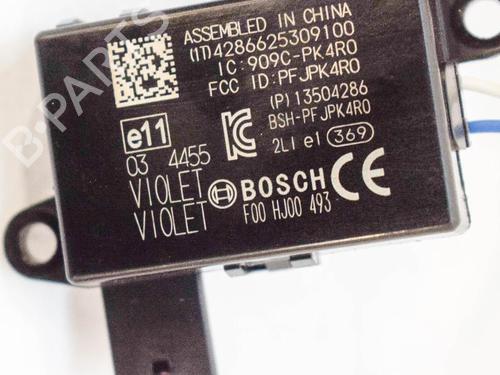 ASSEMBLED IN CHINA
(1T)4286625309100
IC:909C-PK4R0
FCC ID:PFJPK4R0
(P)13504286
BSH-PFJPK4R0
2LI e1 369
e11
03 4455
VIOLET
VIOLET
BOSCH
F00 HJ00 493
CE
B-PARTS